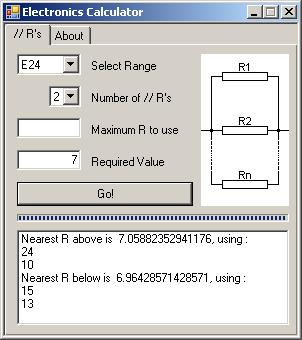 Electronics Calculator
// R's
About
E24
Select Range
2
Number of // R's
Maximum R to use
7
Required Value
Go!
R1
R2
Rn
Nearest R above is  7.05882352941176, using :
24
10
Nearest R below is  6.96428571428571, using :
15
13